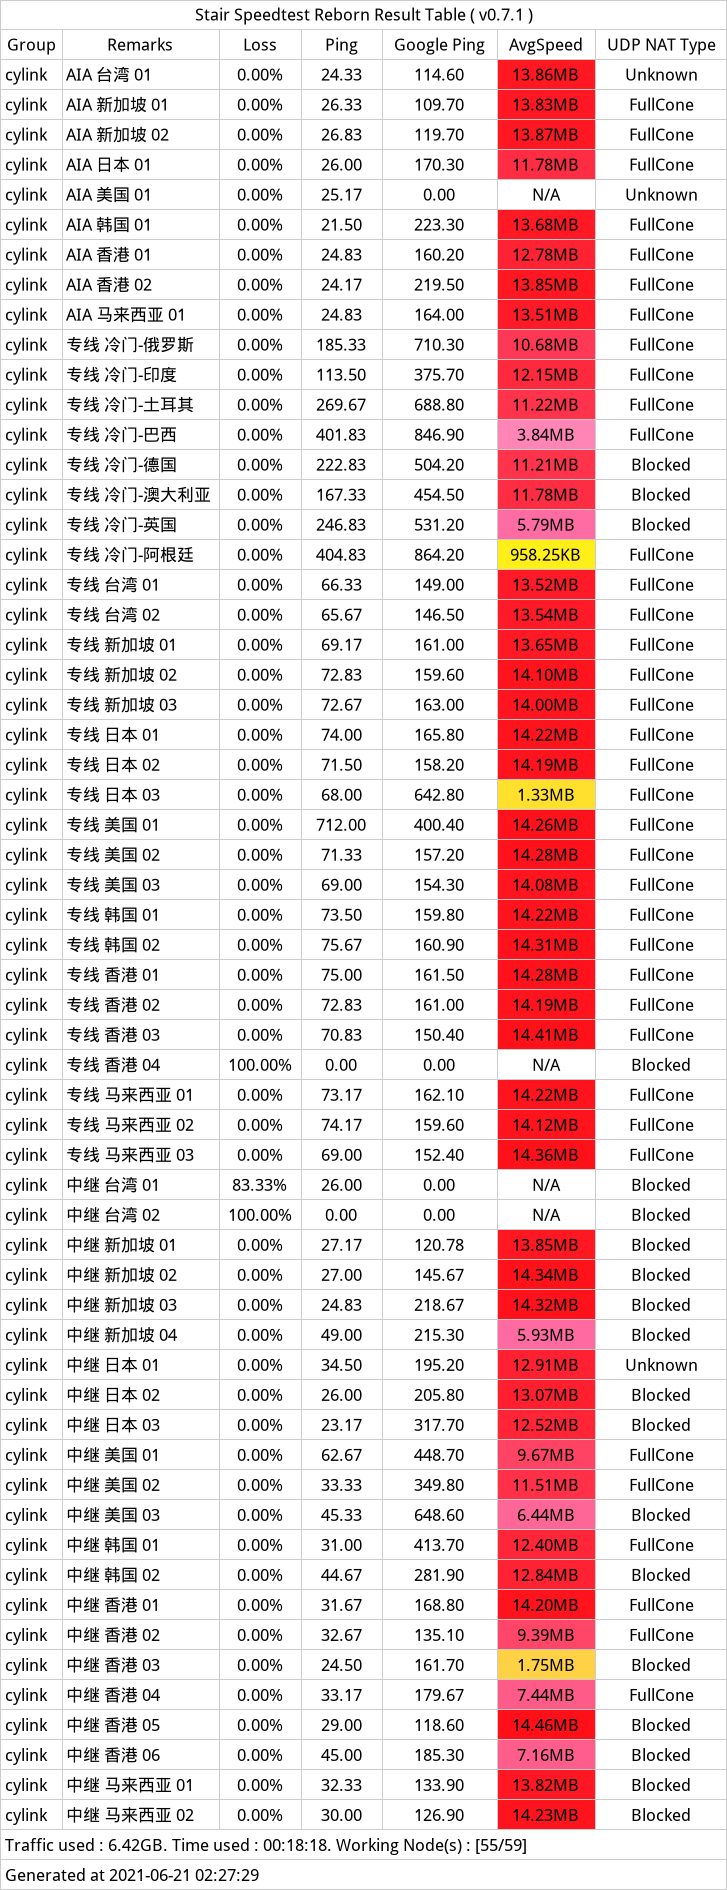 Stair Speedtest Reborn Result Table ( v0.7.1 )
Group Remarks Loss Ping Google Ping AvgSpeed UDP NAT Type
cylink AIA 台湾 01 0.00% 24.33 114.60 13.86MB Unknown
cylink AIA 新加坡 01 0.00% 26.33 109.70 13.83MB FullCone
cylink AIA 新加坡 02 0.00% 26.83 119.70 13.87MB FullCone
cylink AIA 日本 01 0.00% 26.00 170.30 11.78MB FullCone
cylink AIA 美国 01 0.00% 25.17 0.00 N/A Unknown
cylink AIA 韩国 01 0.00% 21.50 223.30 13.68MB FullCone
cylink AIA 香港 01 0.00% 24.83 160.20 12.78MB FullCone
cylink AIA 香港 02 0.00% 24.17 219.50 13.85MB FullCone
cylink AIA 马来西亚 01 0.00% 24.83 164.00 13.51MB FullCone
cylink 专线 冷门-俄罗斯 0.00% 185.33 710.30 10.68MB FullCone
cylink 专线 冷门-印度 0.00% 113.50 375.70 12.15MB FullCone
cylink 专线 冷门-土耳其 0.00% 269.67 688.80 11.22MB FullCone
cylink 专线 冷门-巴西 0.00% 401.83 846.90 3.84MB FullCone
cylink 专线 冷门-德国 0.00% 222.83 504.20 11.21MB Blocked
cylink 专线 冷门-澳大利亚 0.00% 167.33 454.50 11.78MB Blocked
cylink 专线 冷门-英国 0.00% 246.83 531.20 5.79MB Blocked
cylink 专线 冷门-阿根廷 0.00% 404.83 864.20 958.25KB FullCone
cylink 专线 台湾 01 0.00% 66.33 149.00 13.52MB FullCone
cylink 专线 台湾 02 0.00% 65.67 146.50 13.54MB FullCone
cylink 专线 新加坡 01 0.00% 69.17 161.00 13.65MB FullCone
cylink 专线 新加坡 02 0.00% 72.83 159.60 14.10MB FullCone
cylink 专线 新加坡 03 0.00% 72.67 163.00 14.00MB FullCone
cylink 专线 日本 01 0.00% 74.00 165.80 14.22MB FullCone
cylink 专线 日本 02 0.00% 71.50 158.20 14.19MB FullCone
cylink 专线 日本 03 0.00% 68.00 642.80 1.33MB FullCone
cylink 专线 美国 01 0.00% 712.00 400.40 14.26MB FullCone
cylink 专线 美国 02 0.00% 71.33 157.20 14.28MB FullCone
cylink 专线 美国 03 0.00% 69.00 154.30 14.08MB FullCone
cylink 专线 韩国 01 0.00% 73.50 159.80 14.22MB FullCone
cylink 专线 韩国 02 0.00% 75.67 160.90 14.31MB FullCone
cylink 专线 香港 01 0.00% 75.00 161.50 14.28MB FullCone
cylink 专线 香港 02 0.00% 72.83 161.00 14.19MB FullCone
cylink 专线 香港 03 0.00% 70.83 150.40 14.41MB FullCone
cylink 专线 香港 04 100.00% 0.00 0.00 N/A Blocked
cylink 专线 马来西亚 01 0.00% 73.17 162.10 14.22MB FullCone
cylink 专线 马来西亚 02 0.00% 74.17 159.60 14.12MB FullCone
cylink 专线 马来西亚 03 0.00% 69.00 152.40 14.36MB FullCone
cylink 中继 台湾 01 83.33% 26.00 0.00 N/A Blocked
cylink 中继 台湾 02 100.00% 0.00 0.00 N/A Blocked
cylink 中继 新加坡 01 0.00% 27.17 120.78 13.85MB Blocked
cylink 中继 新加坡 02 0.00% 27.00 145.67 14.34MB Blocked
cylink 中继 新加坡 03 0.00% 24.83 218.67 14.32MB Blocked
cylink 中继 新加坡 04 0.00% 49.00 215.30 5.93MB Blocked
cylink 中继 日本 01 0.00% 34.50 195.20 12.91MB Unknown
cylink 中继 日本 02 0.00% 26.00 205.80 13.07MB Blocked
cylink 中继 日本 03 0.00% 23.17 317.70 12.52MB Blocked
cylink 中继 美国 01 0.00% 62.67 448.70 9.67MB FullCone
cylink 中继 美国 02 0.00% 33.33 349.80 11.51MB FullCone
cylink 中继 美国 03 0.00% 45.33 648.60 6.44MB Blocked
cylink 中继 韩国 01 0.00% 31.00 413.70 12.40MB FullCone
cylink 中继 韩国 02 0.00% 44.67 281.90 12.84MB Blocked
cylink 中继 香港 01 0.00% 31.67 168.80 14.20MB FullCone
cylink 中继 香港 02 0.00% 32.67 135.10 9.39MB FullCone
cylink 中继 香港 03 0.00% 24.50 161.70 1.75MB Blocked
cylink 中继 香港 04 0.00% 33.17 179.67 7.44MB FullCone
cylink 中继 香港 05 0.00% 29.00 118.60 14.46MB Blocked
cylink 中继 香港 06 0.00% 45.00 185.30 7.16MB Blocked
cylink 中继 马来西亚 01 0.00% 32.33 133.90 13.82MB Blocked
cylink 中继 马来西亚 02 0.00% 30.00 126.90 14.23MB Blocked
Traffic used : 6.42GB. Time used : 00:18:18. Working Node(s) : [55/59]
Generated at 2021-06-21 02:27:29